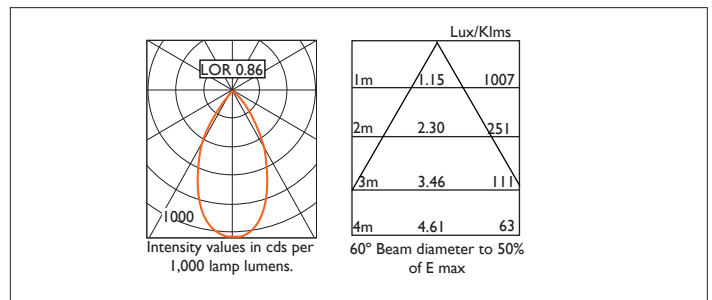 Lux/Klms
LOR 0.86
1m 1.15 1007
2m 2.30 251
3m 3.46 111
1000
4m 4.61 63
Intensity values in cds per
1,000 lamp lumens.
60º Beam diameter to 50%
of E max